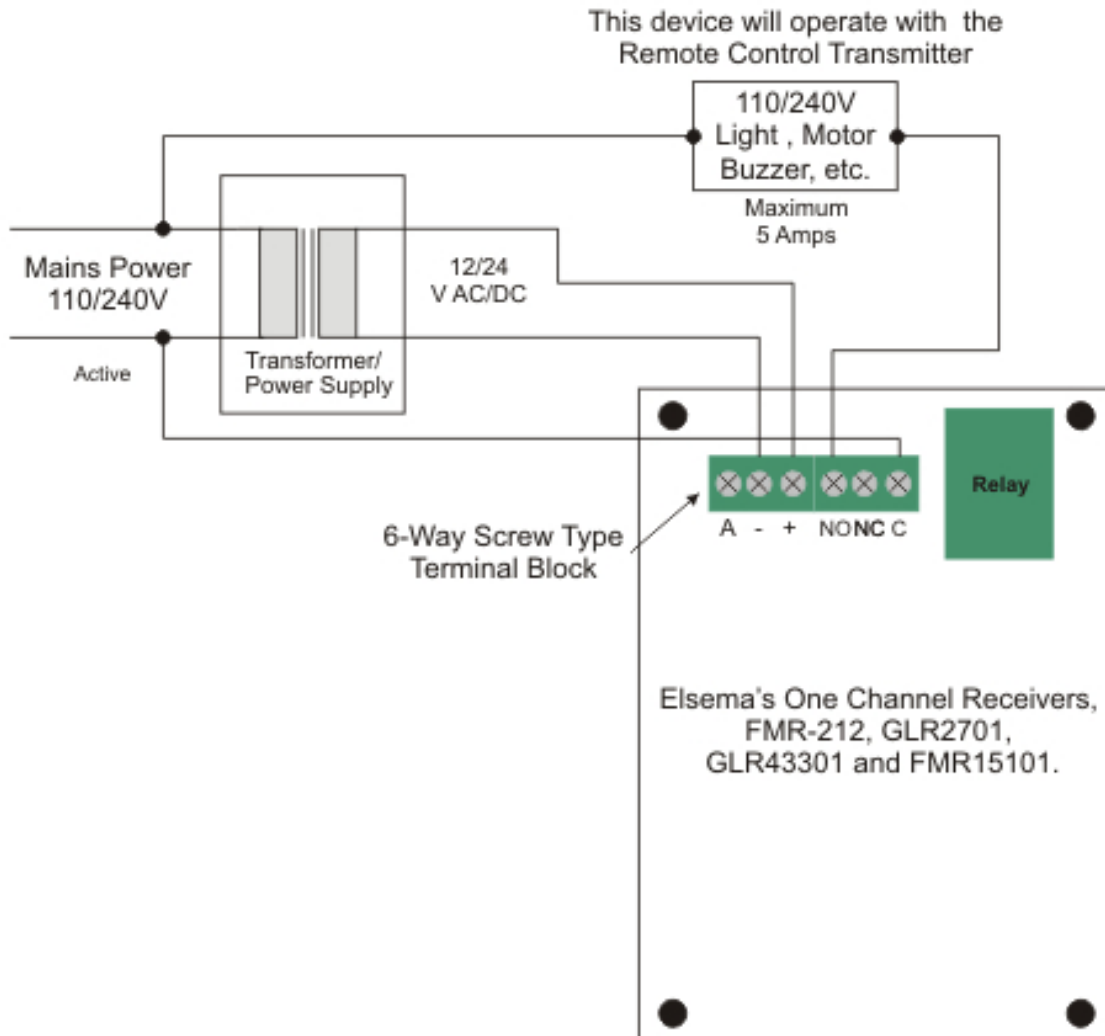 This device will operate with the
Remote Control Transmitter
110/240V
Light , Motor
Buzzer, etc.
Maximum
5 Amps
Mains Power
110/240V
Active
12/24
V AC/DC
Transformer/
Power Supply
6-Way Screw Type
Terminal Block
A - + NO NC C
Relay
Elsema's One Channel Receivers,
FMR-212, GLR2701,
GLR43301 and FMR15101.